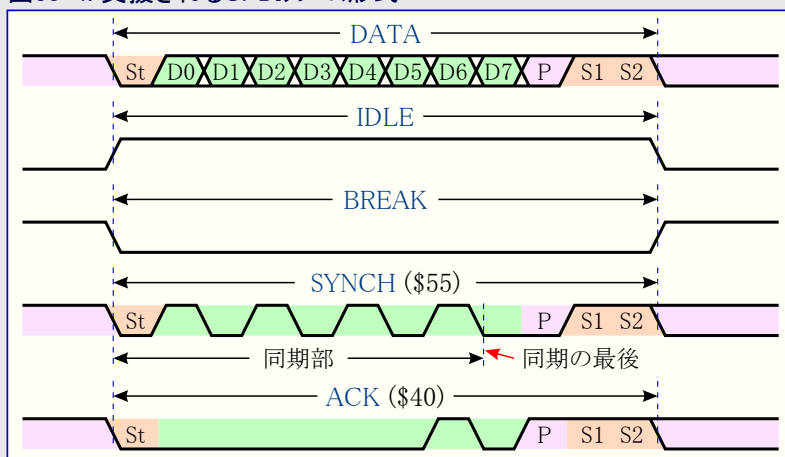 DATA
St D0 D1 D2 D3 D4 D5 D6 D7 P S1 S2
IDLE
BREAK
SYNCH ($55)
St P S1 S2
同期部 同期の最後
ACK ($40)
St P S1 S2